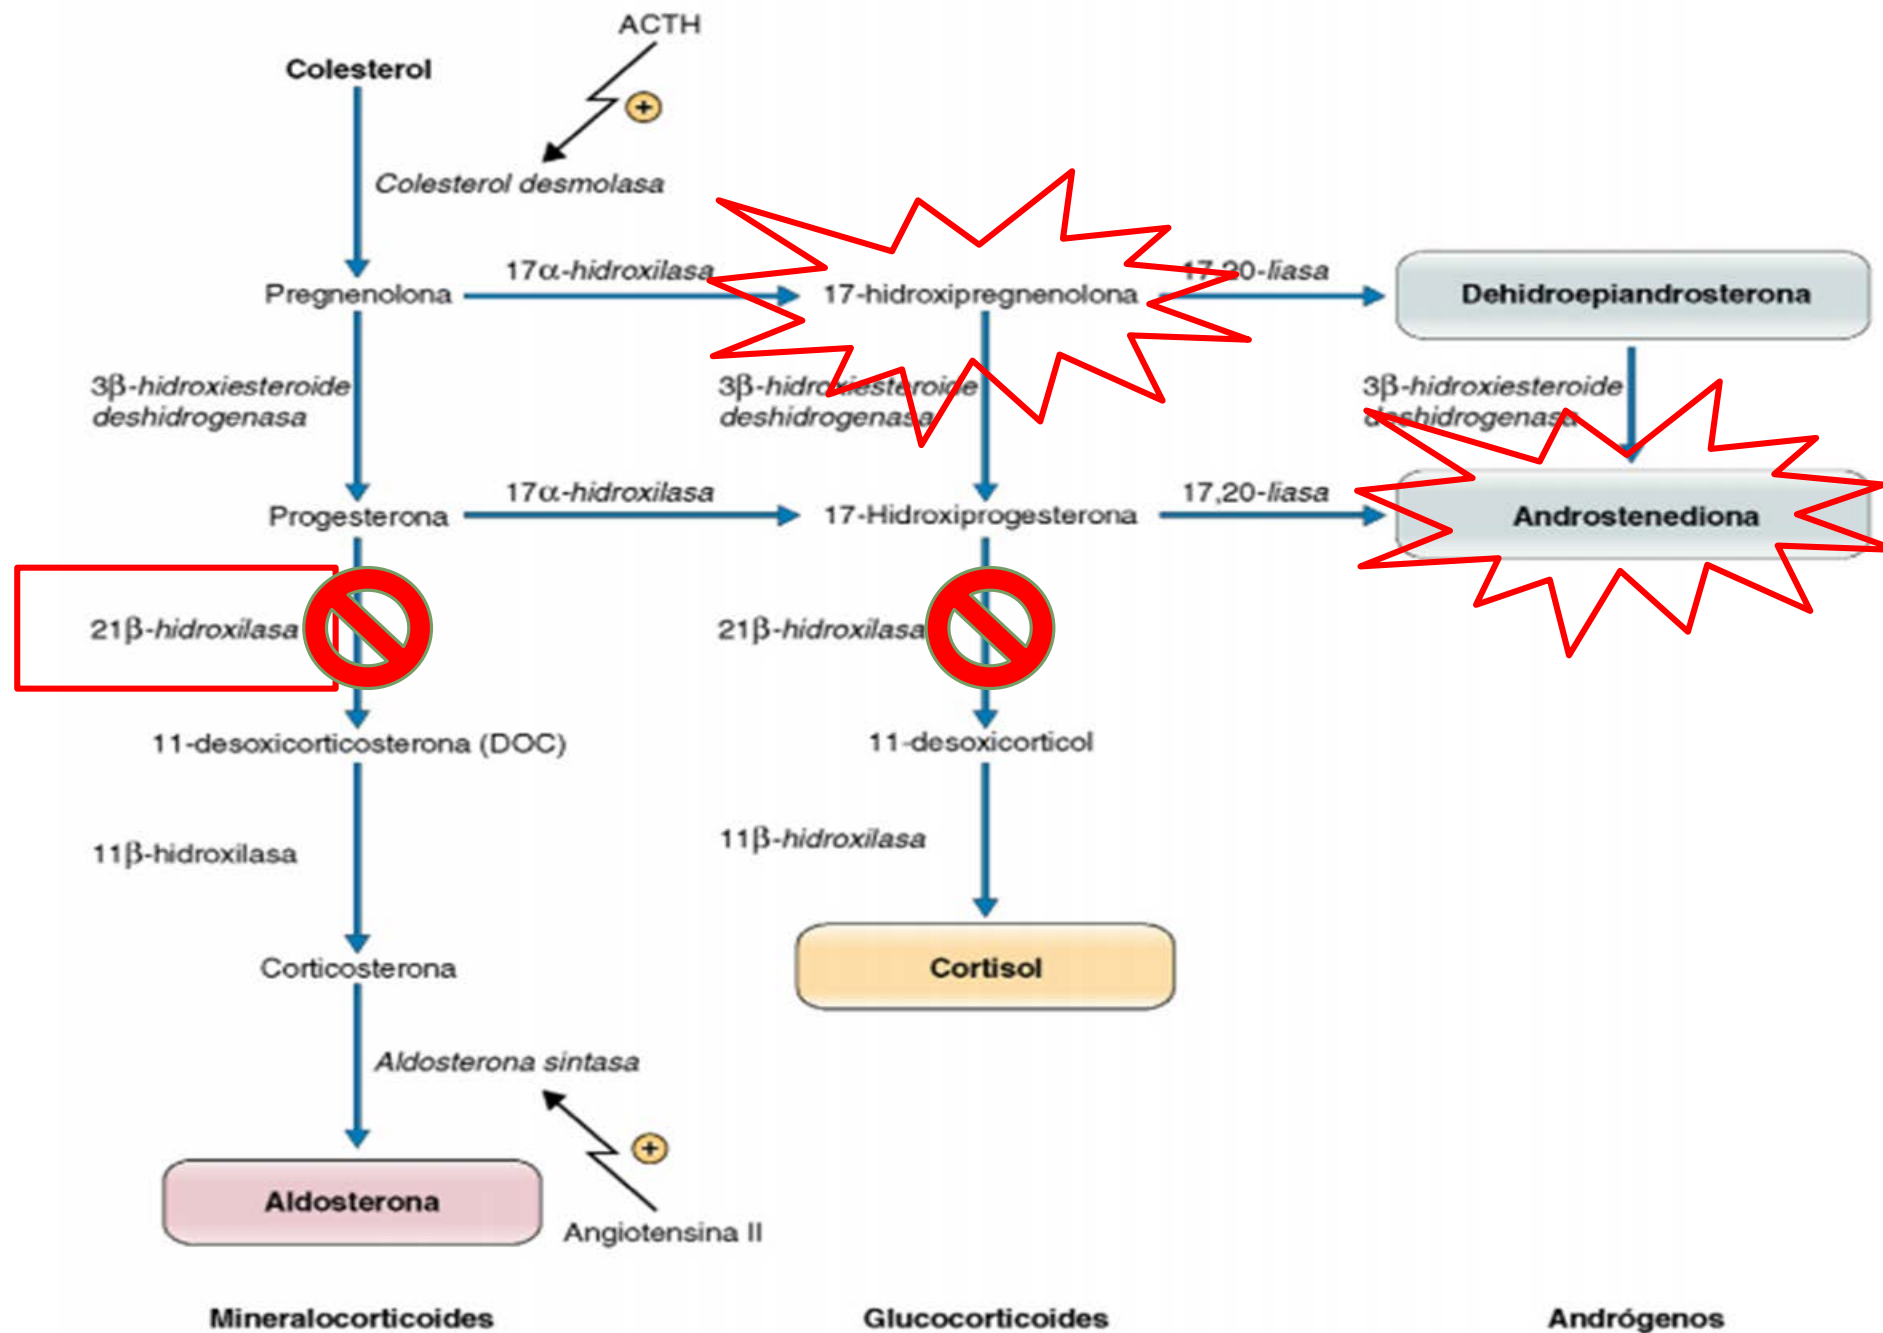 ACTH
Colesterol
+
Colesterol desmolasa
17α-hidroxilasa
17,20-liasa
Pregnenolona
17-hidroxipregnenolona
Dehidroepiandrosterona
3β-hidroxiesteroide
deshidrogenasa
3β-hidroxiesteroide
deshidrogenasa
3β-hidroxiesteroide
deshidrogenasa
17α-hidroxilasa
17,20-liasa
Progesterona
17-Hidroxiprogesterona
Androstenediona
21β-hidroxilasa
21β-hidroxilasa
11-desoxicorticosterona (DOC)
11-desoxicorticol
11β-hidroxilasa
11β-hidroxilasa
Corticosterona
Cortisol
Aldosterona sintasa
+
Aldosterona
Angiotensina II
Mineralocorticoides
Glucocorticoides
Andrógenos